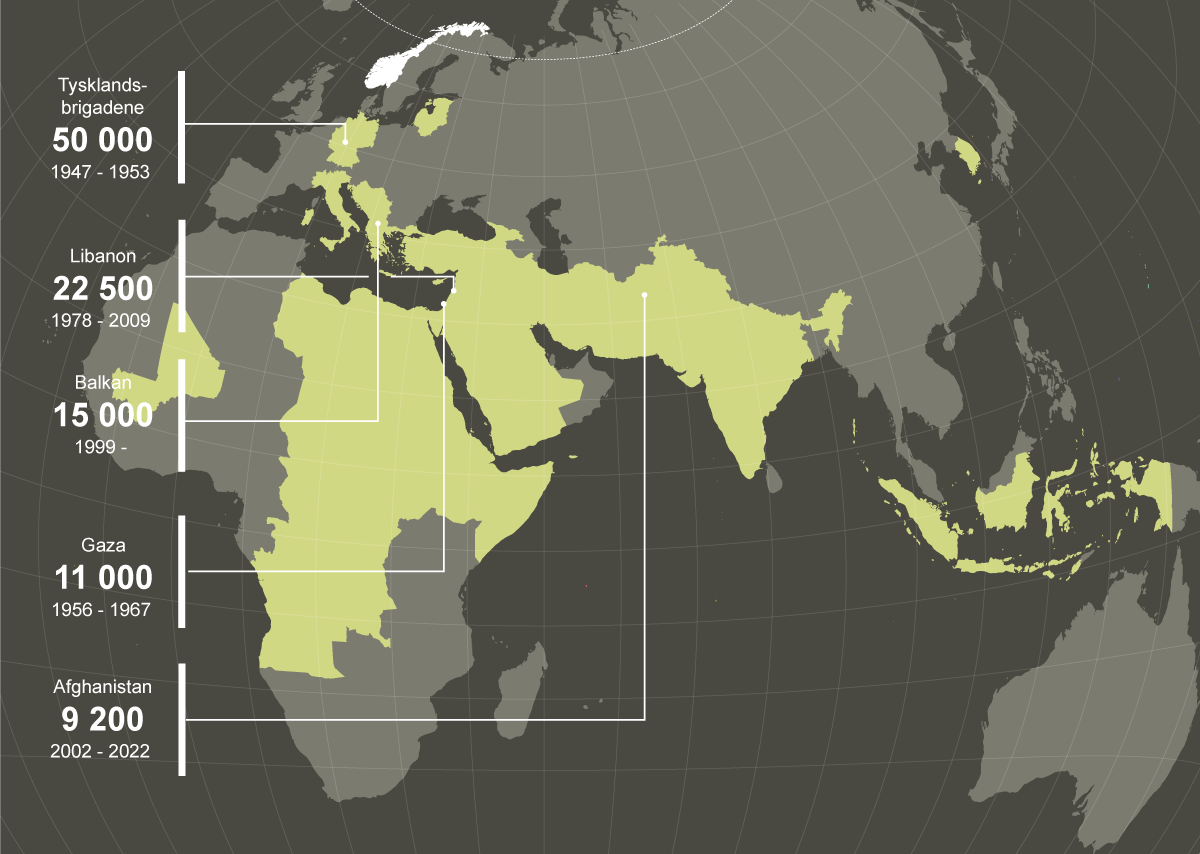 Tysklands-
brigadene
50 000
1947 - 1953
Libanon
22 500
1978 - 2009
Balkan
15 000
1999 -
Gaza
11 000
1956 - 1967
Afghanistan
9 200
2002 - 2022